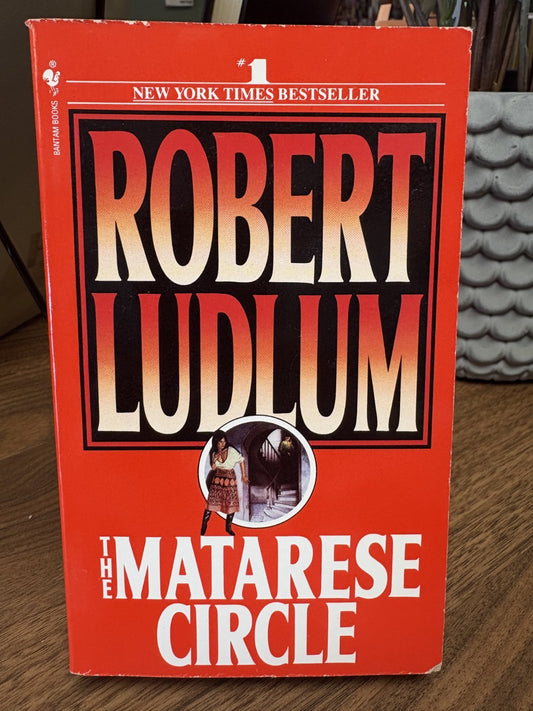 #1
NEW YORK TIMES BESTSELLER
BANTAM BOOKS
®
ROBERT
LUDLUM
THE MATARESE
CIRCLE